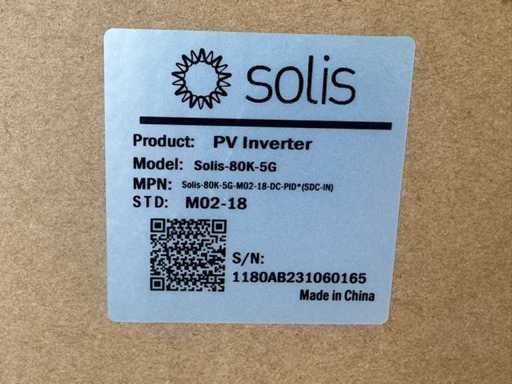 solis
Product: PV Inverter
Model: Solis-80K-5G
MPN: Solis-80K-5G-M02-18-DC-PID*(SDC-IN)
STD: M02-18
S/N:
1180AB231060165
Made in China